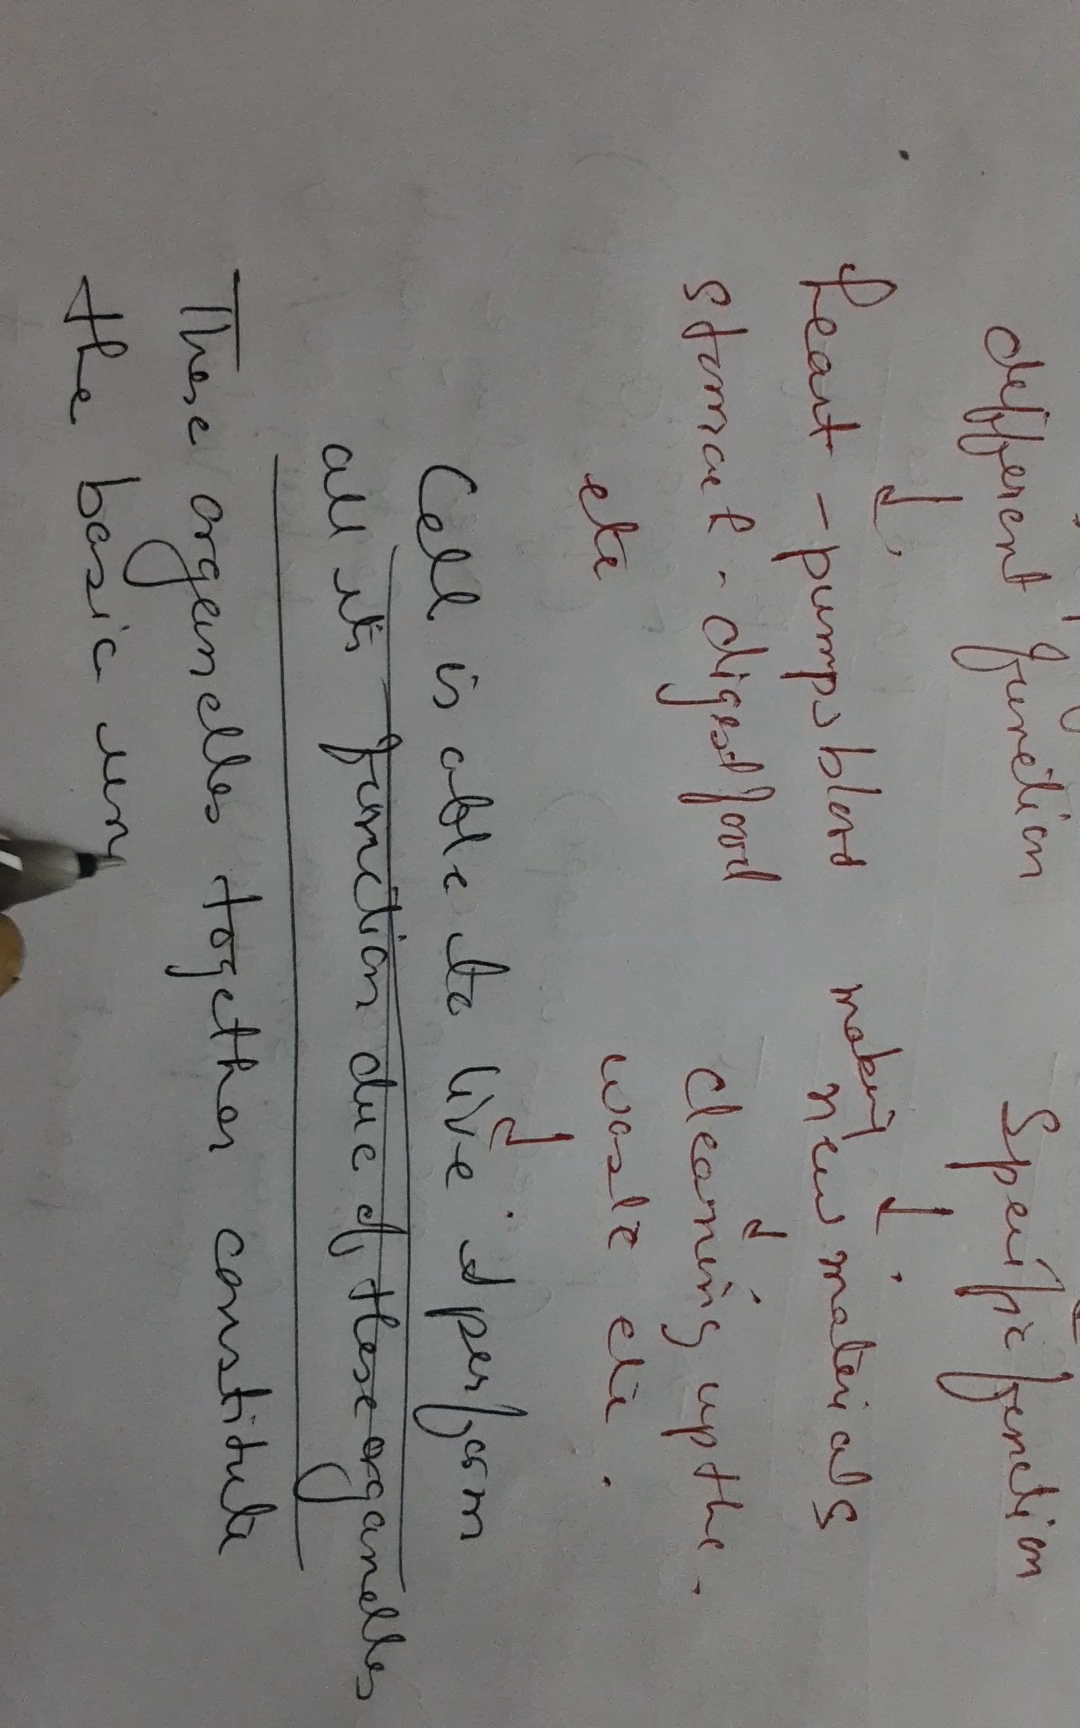 different function Specific function
heart - pumps blood making new materials
stomach - digest food cleaning up the
etc waste etc.
Cell is able to live & perform
all its function due of these organelles
These organelles together constitute
the basic un